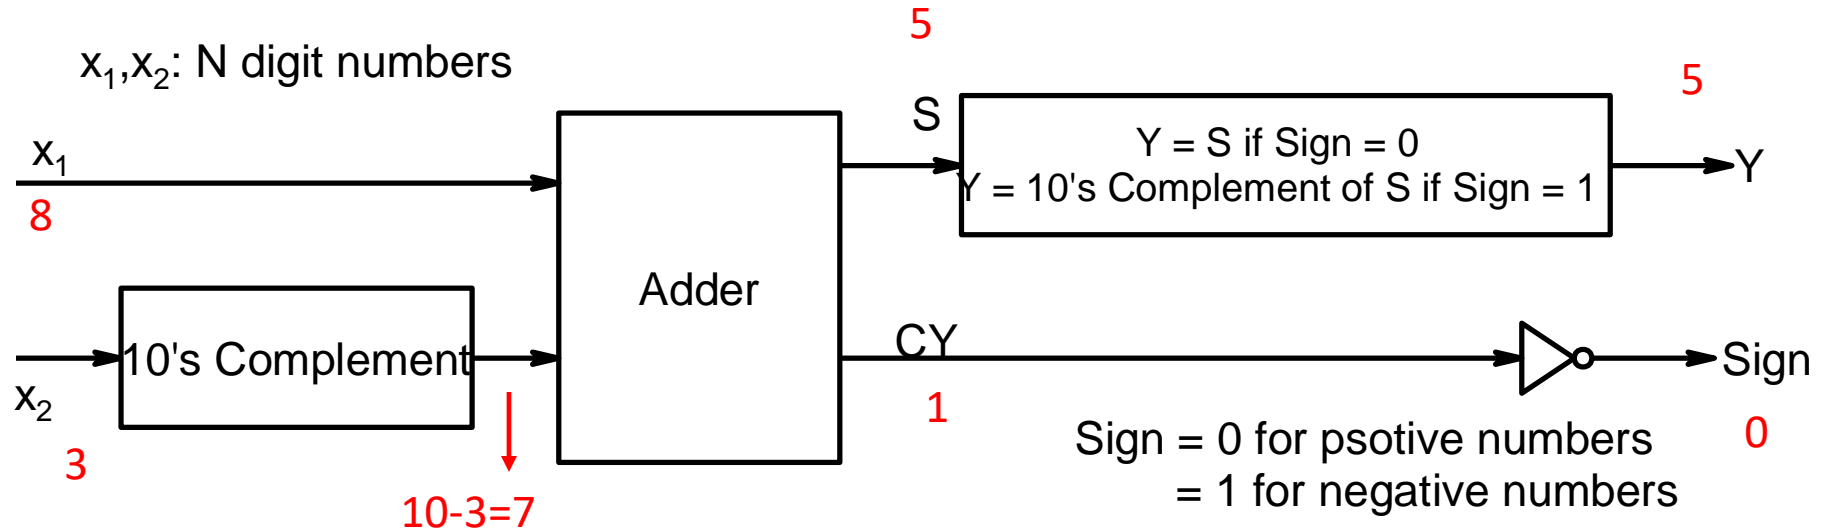 5
x₁,x₂: N digit numbers
5
S
Y = S if Sign = 0
Y = 10's Complement of S if Sign = 1
Y
x₁
8
Adder
10's Complement
CY
Sign
x₂
1
0
3
Sign = 0 for psotive numbers
= 1 for negative numbers
10-3=7